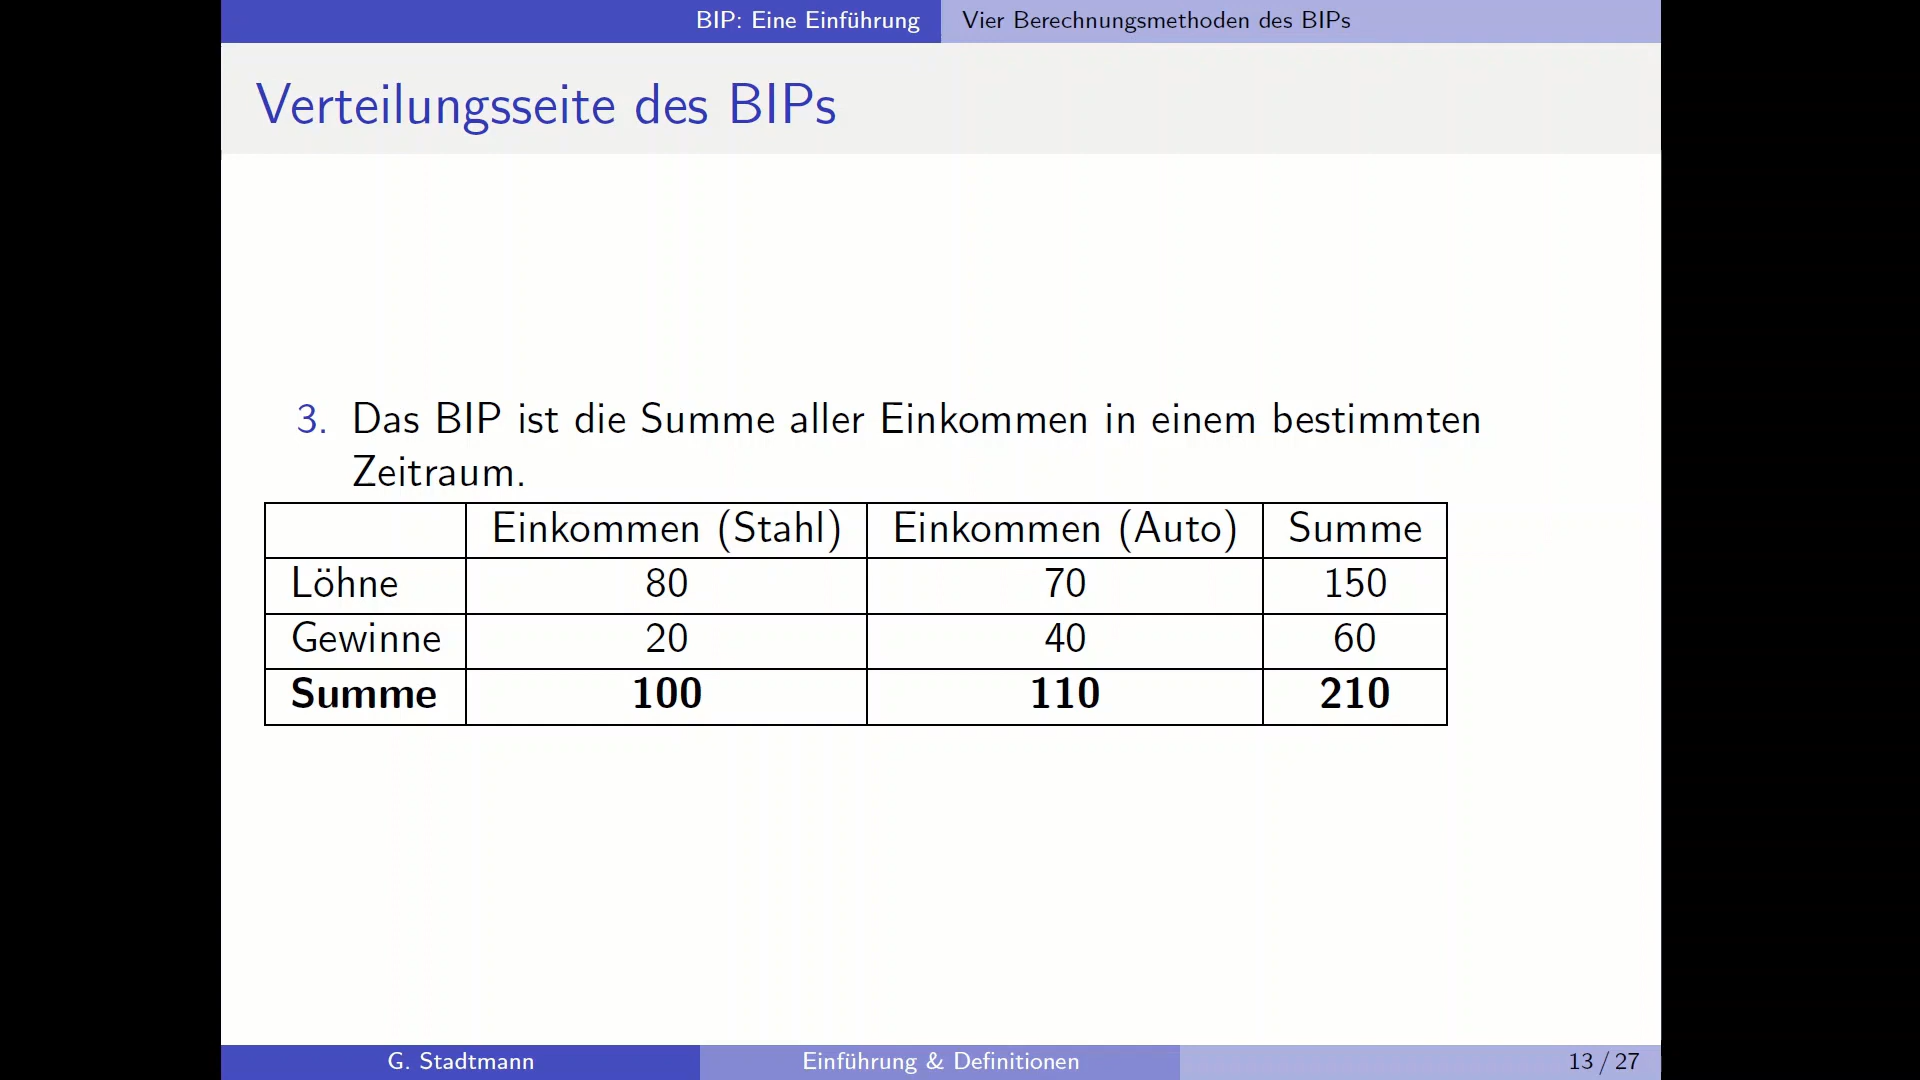 BIP: Eine Einführung Vier Berechnungsmethoden des BIPs
Verteilungsseite des BIPs
3. Das BIP ist die Summe aller Einkommen in einem bestimmten
Zeitraum.
Einkommen (Stahl) Einkommen (Auto) Summe
Löhne 80 70 150
Gewinne 20 40 60
Summe 100 110 210
G. Stadtmann Einführung & Definitionen 13 / 27